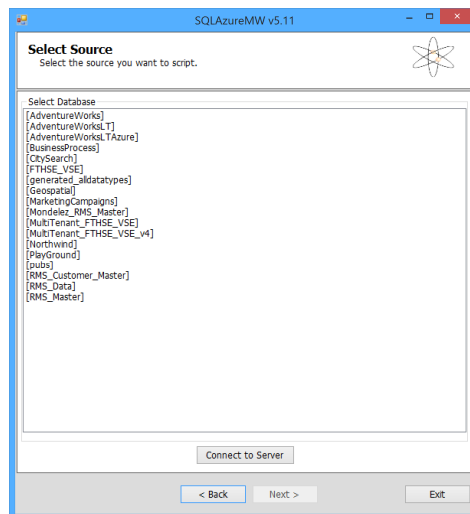 SQLAzureMW v5.11
Select Source
Select the source you want to script.
Select Database
[AdventureWorks]
[AdventureWorksLT]
[AdventureWorksLTAzure]
[BusinessProcess]
[CitySearch]
[FTHSE_VSE]
[generated_alldatatypes]
[Geospatial]
[MarketingCampaigns]
[Mondelez_RMS_Master]
[MultiTenant_FTHSE_VSE]
[MultiTenant_FTHSE_VSE_v4]
[Northwind]
[PlayGround]
[pubs]
[RMS_Customer_Master]
[RMS_Data]
[RMS_Master]
Connect to Server
< Back Next > Exit